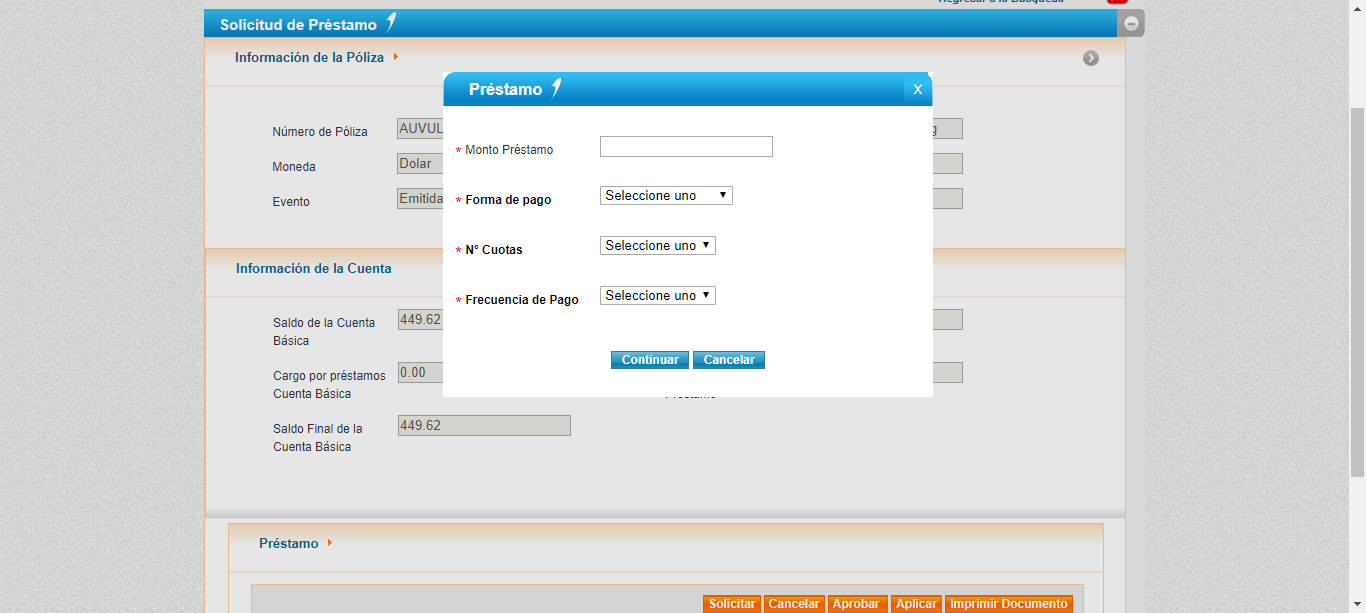 Regresar a la Búsqueda
Solicitud de Préstamo
Información de la Póliza
Préstamo
X
Número de Póliza AUVUL
Moneda Dolar
Evento Emitida
* Monto Préstamo
* Forma de pago Seleccione uno
* N° Cuotas Seleccione uno
* Frecuencia de Pago Seleccione uno
Continuar Cancelar
Información de la Cuenta
Saldo de la Cuenta
Básica
449.62
Cargo por préstamos
Cuenta Básica
0.00
Préstamo
Saldo Final de la
Cuenta Básica
449.62
Préstamo
Solicitar Cancelar Aprobar Aplicar Imprimir Documento